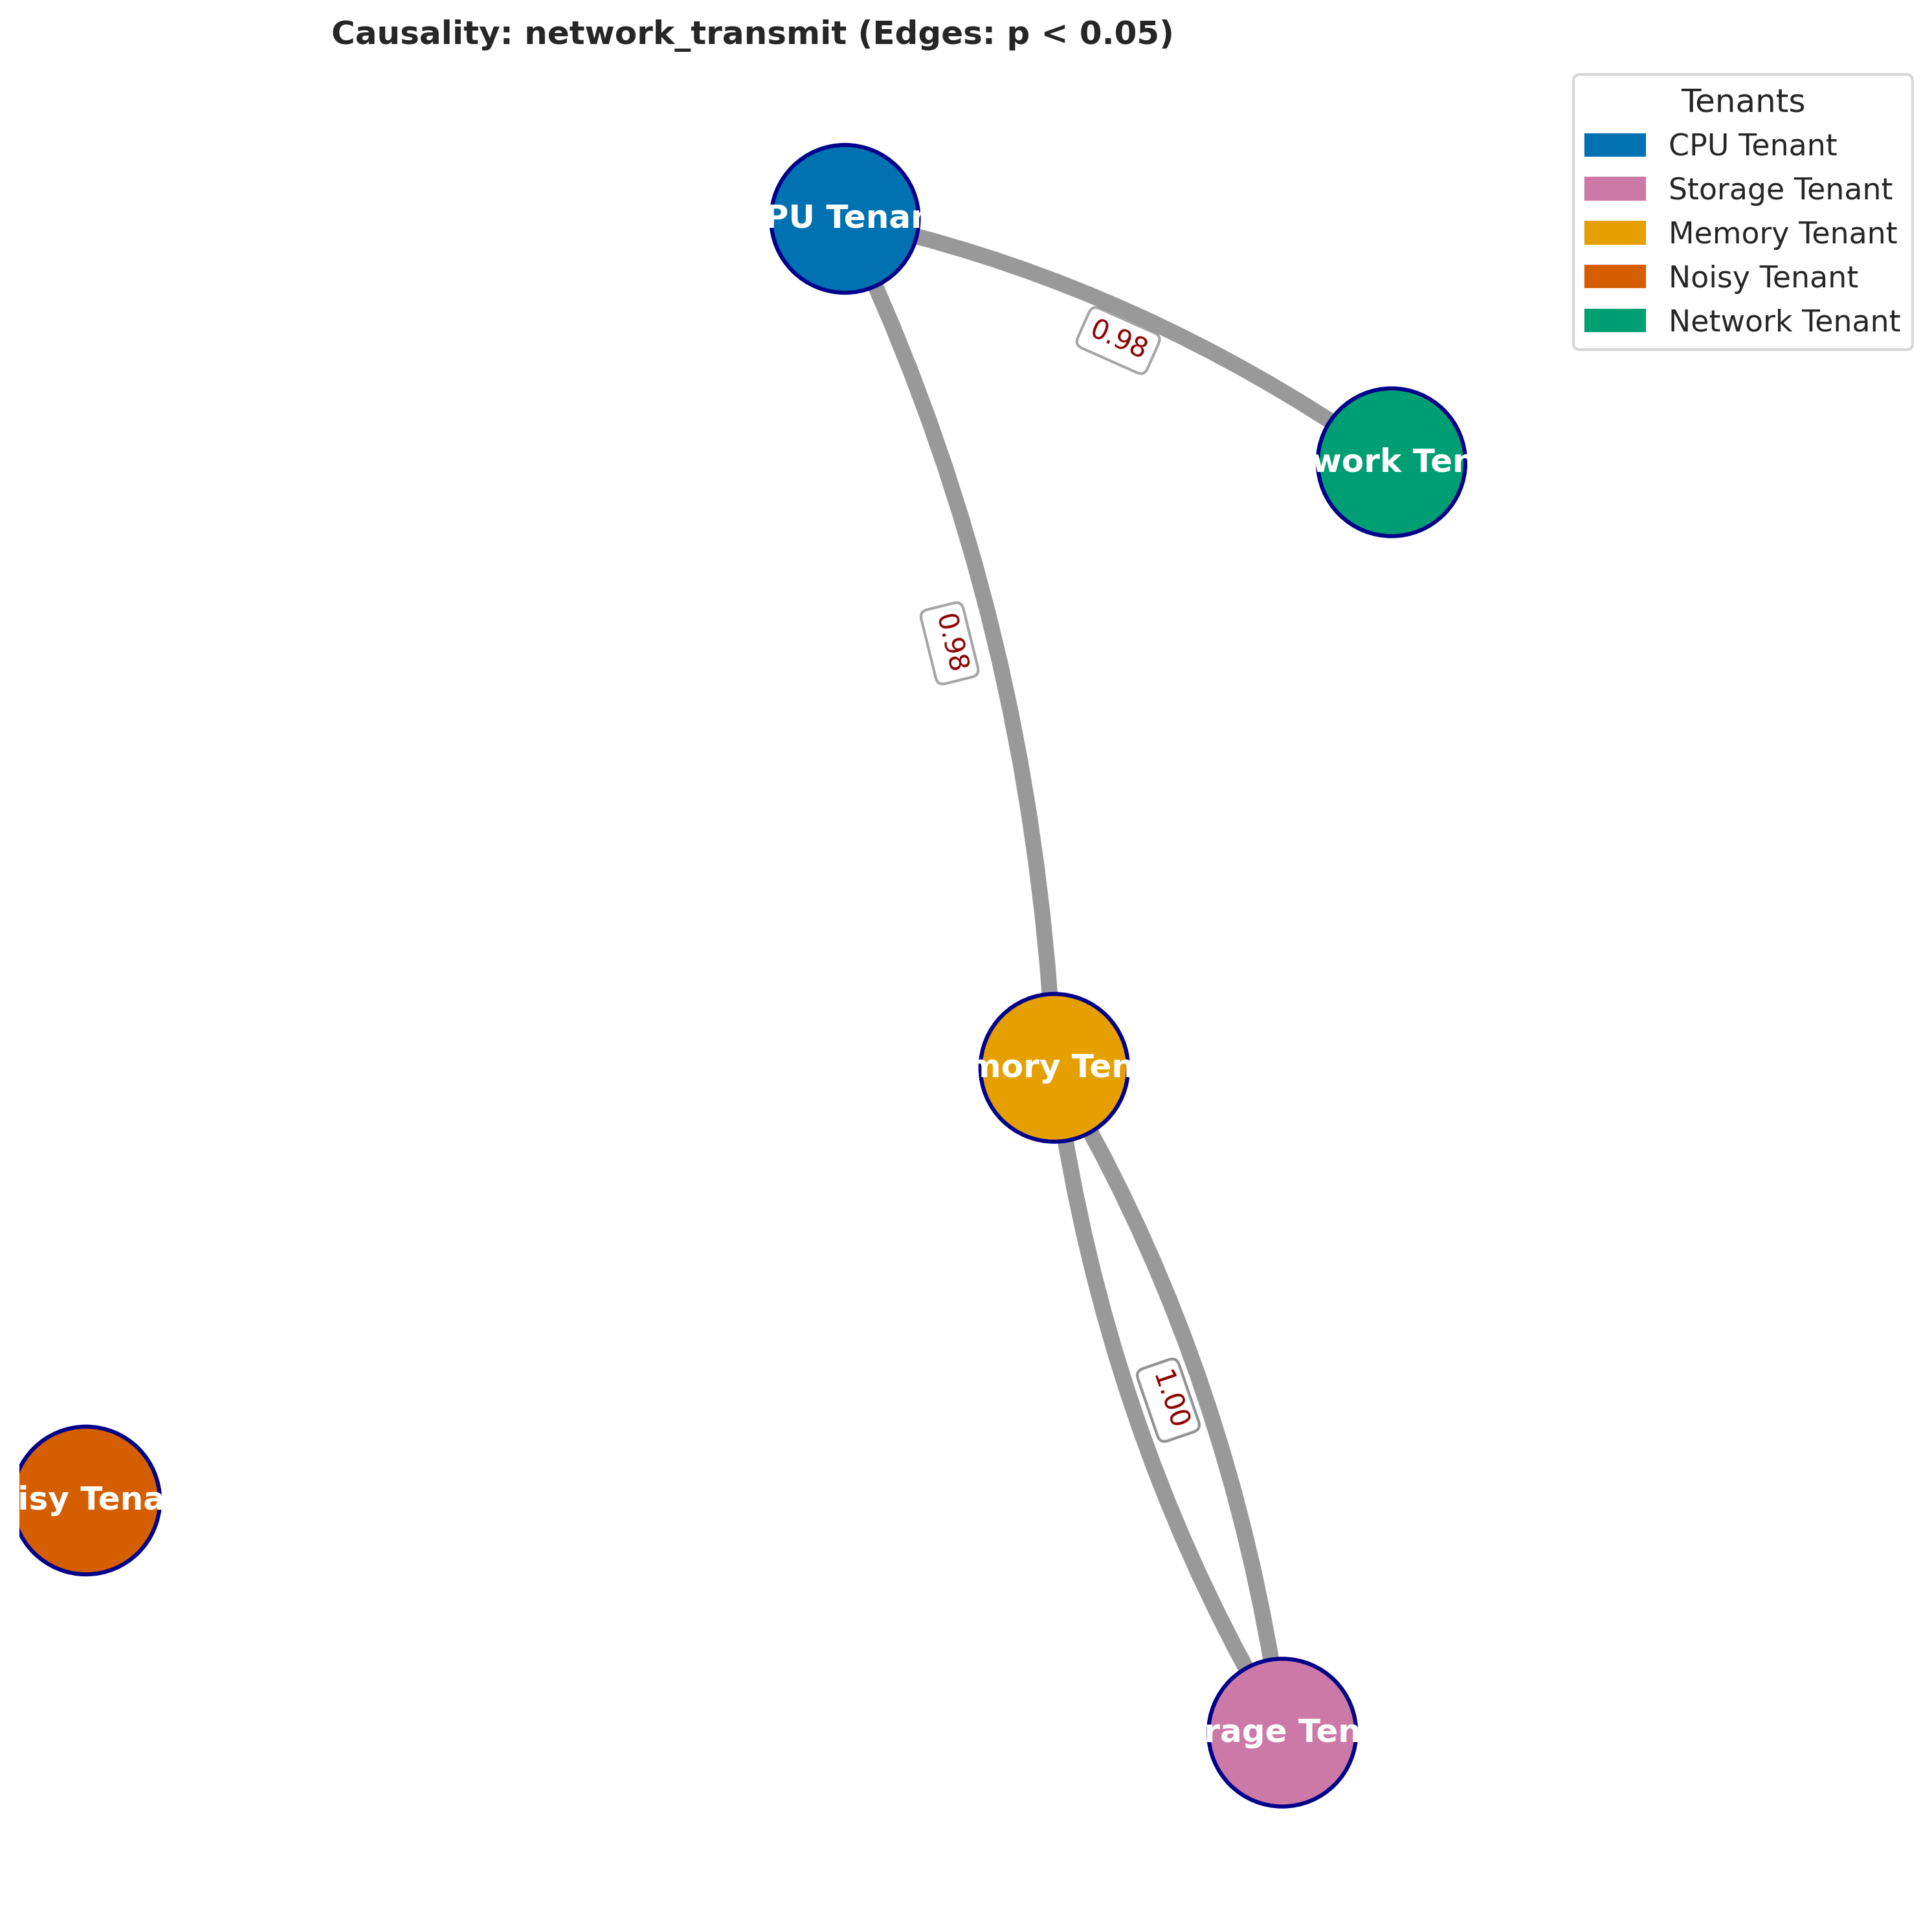 Causality: network_transmit (Edges: p < 0.05)
Tenants
CPU Tenant
Storage Tenant
Memory Tenant
Noisy Tenant
Network Tenant
PU Tenan
0.98
work Ten
0.98
mory Ten
1.00
isy Tena
rage Ten